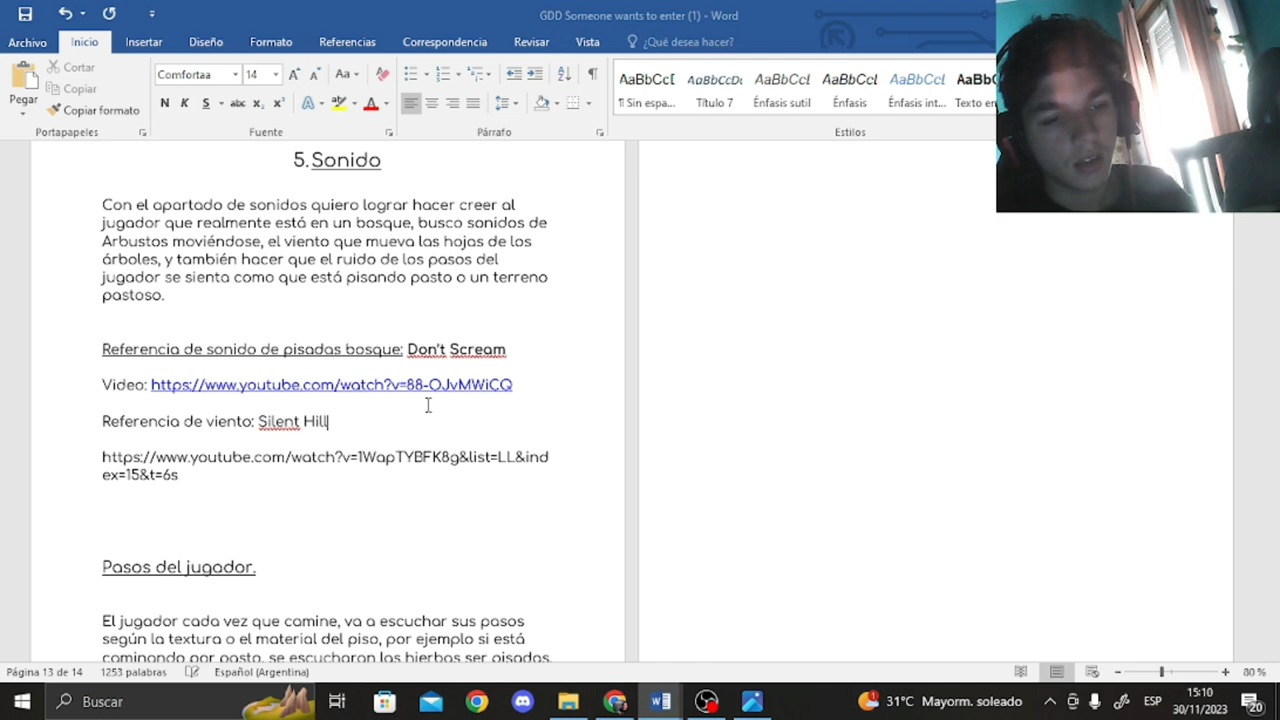 GDD Someone wants to enter (1) - Word
Archivo Inicio Insertar Diseño Formato Referencias Correspondencia Revisar Vista ¿Qué desea hacer?
Pegar
Cortar
Copiar
Copiar formato
Portapapeles
Comfortaa 14
Aa
N K S abc x₂ x²
Fuente
Párrafo
AaBbCcD AaBbCcDc AaBbCcl AaBbCcl AaBbCcl AaBbC
¶ Sin espa... Título 7 Énfasis sutil Énfasis Énfasis int... Texto en
Estilos
5. Sonido
Con el apartado de sonidos quiero lograr hacer creer al
jugador que realmente está en un bosque, busco sonidos de
Arbustos moviéndose, el viento que mueva las hojas de los
árboles, y también hacer que el ruido de los pasos del
jugador se sienta como que está pisando pasto o un terreno
pastoso.
Referencia de sonido de pisadas bosque: Don't Scream
Video: https://www.youtube.com/watch?v=88-OJvMWiCQ
Referencia de viento: Silent Hill
https://www.youtube.com/watch?v=1WapTYBFK8g&list=LL&ind
ex=15&t=6s
Pasos del jugador.
El jugador cada vez que camine, va a escuchar sus pasos
según la textura o el material del piso, por ejemplo si está
caminando por pasto, se escucharan las hierbas ser pisadas,
Página 13 de 14 1253 palabras Español (Argentina) 80 %
Buscar 31°C Mayorm. soleado ESP 15:10
30/11/2023 20